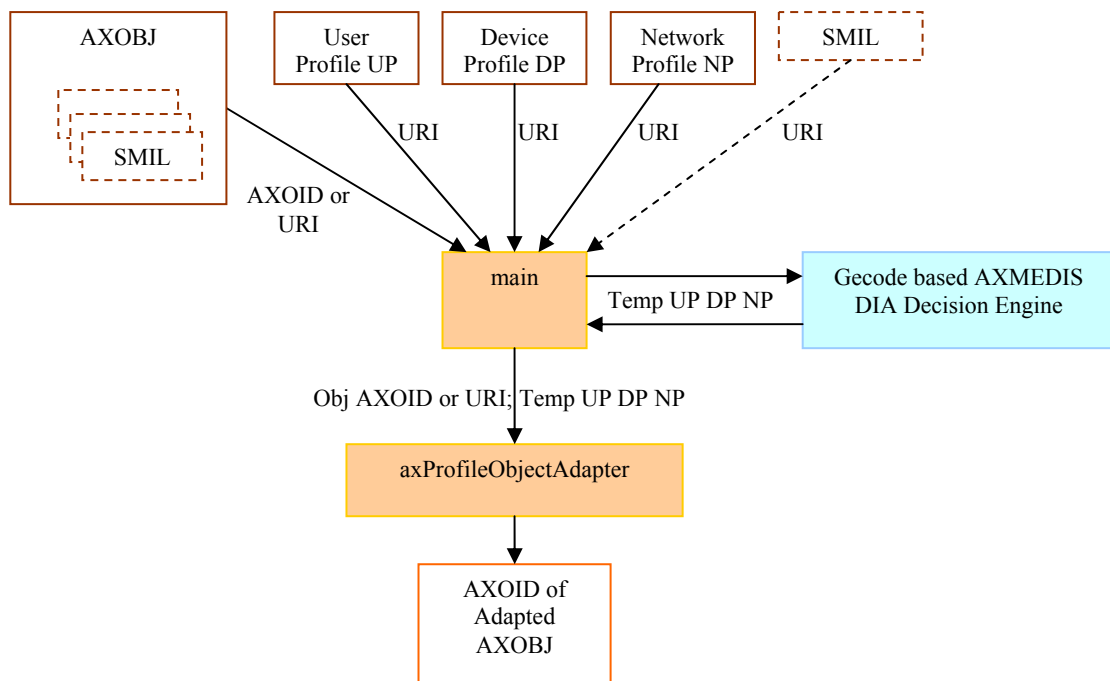 AXOBJ
SMIL
User
Profile UP
Device
Profile DP
Network
Profile NP
SMIL
AXOID or
URI
URI
URI
URI
URI
main
Temp UP DP NP
Gecode based AXMEDIS
DIA Decision Engine
Obj AXOID or URI; Temp UP DP NP
axProfileObjectAdapter
AXOID of
Adapted
AXOBJ